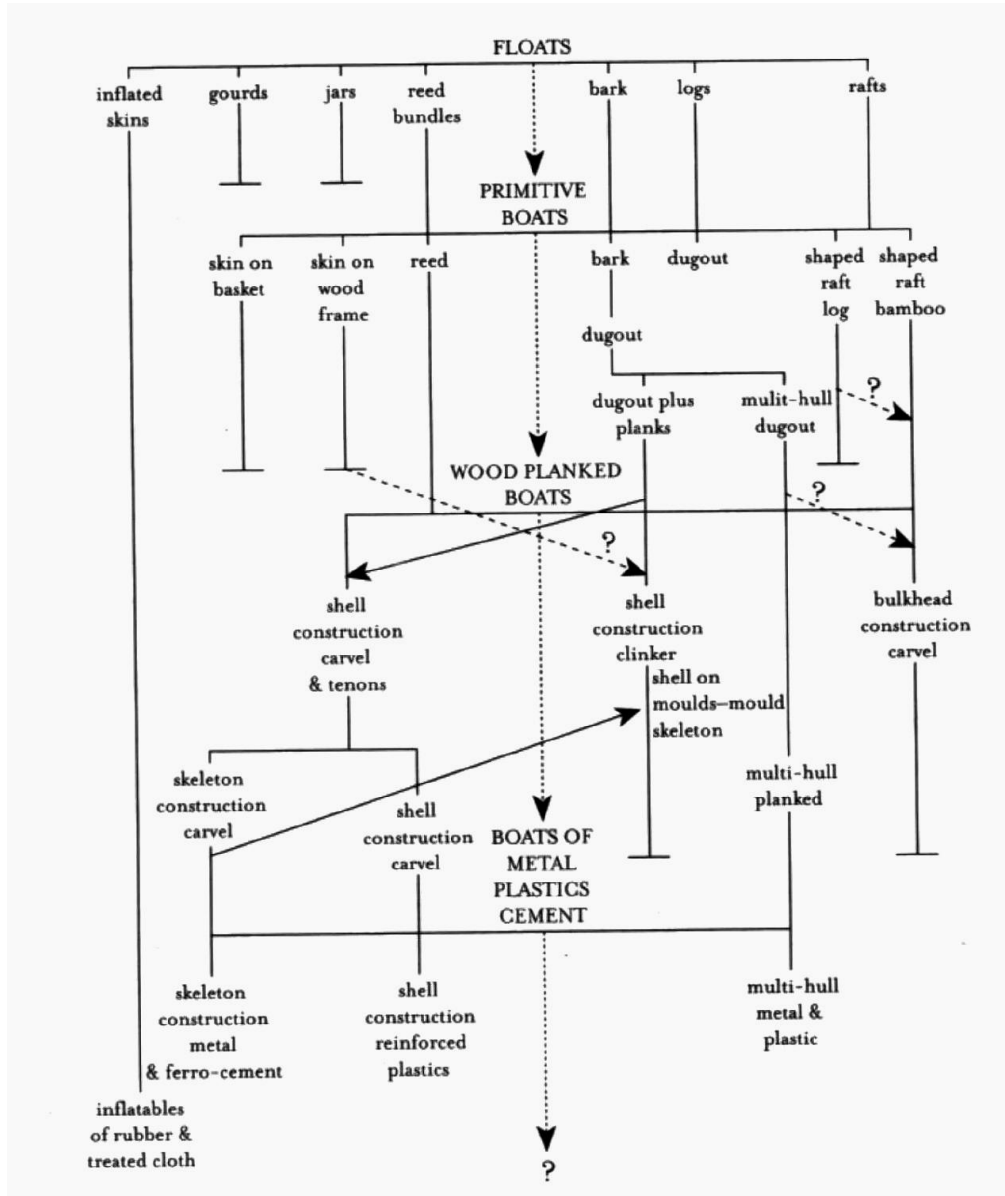 FLOATS
inflated
skins
gourds
jars
reed
bundles
bark
logs
rafts
PRIMITIVE
BOATS
skin on
basket
skin on
wood
frame
reed
bark
dugout
shaped
raft
log
shaped
raft
bamboo
dugout
dugout plus
planks
mulit-hull
dugout
?
WOOD PLANKED
BOATS
?
?
shell
construction
carvel
& tenons
shell
construction
clinker
bulkhead
construction
carvel
shell on
moulds–mould
skeleton
skeleton
construction
carvel
shell
construction
carvel
multi-hull
planked
BOATS OF
METAL
PLASTICS
CEMENT
skeleton
construction
metal
& ferro-cement
shell
construction
reinforced
plastics
multi-hull
metal &
plastic
inflatables
of rubber &
treated cloth
?